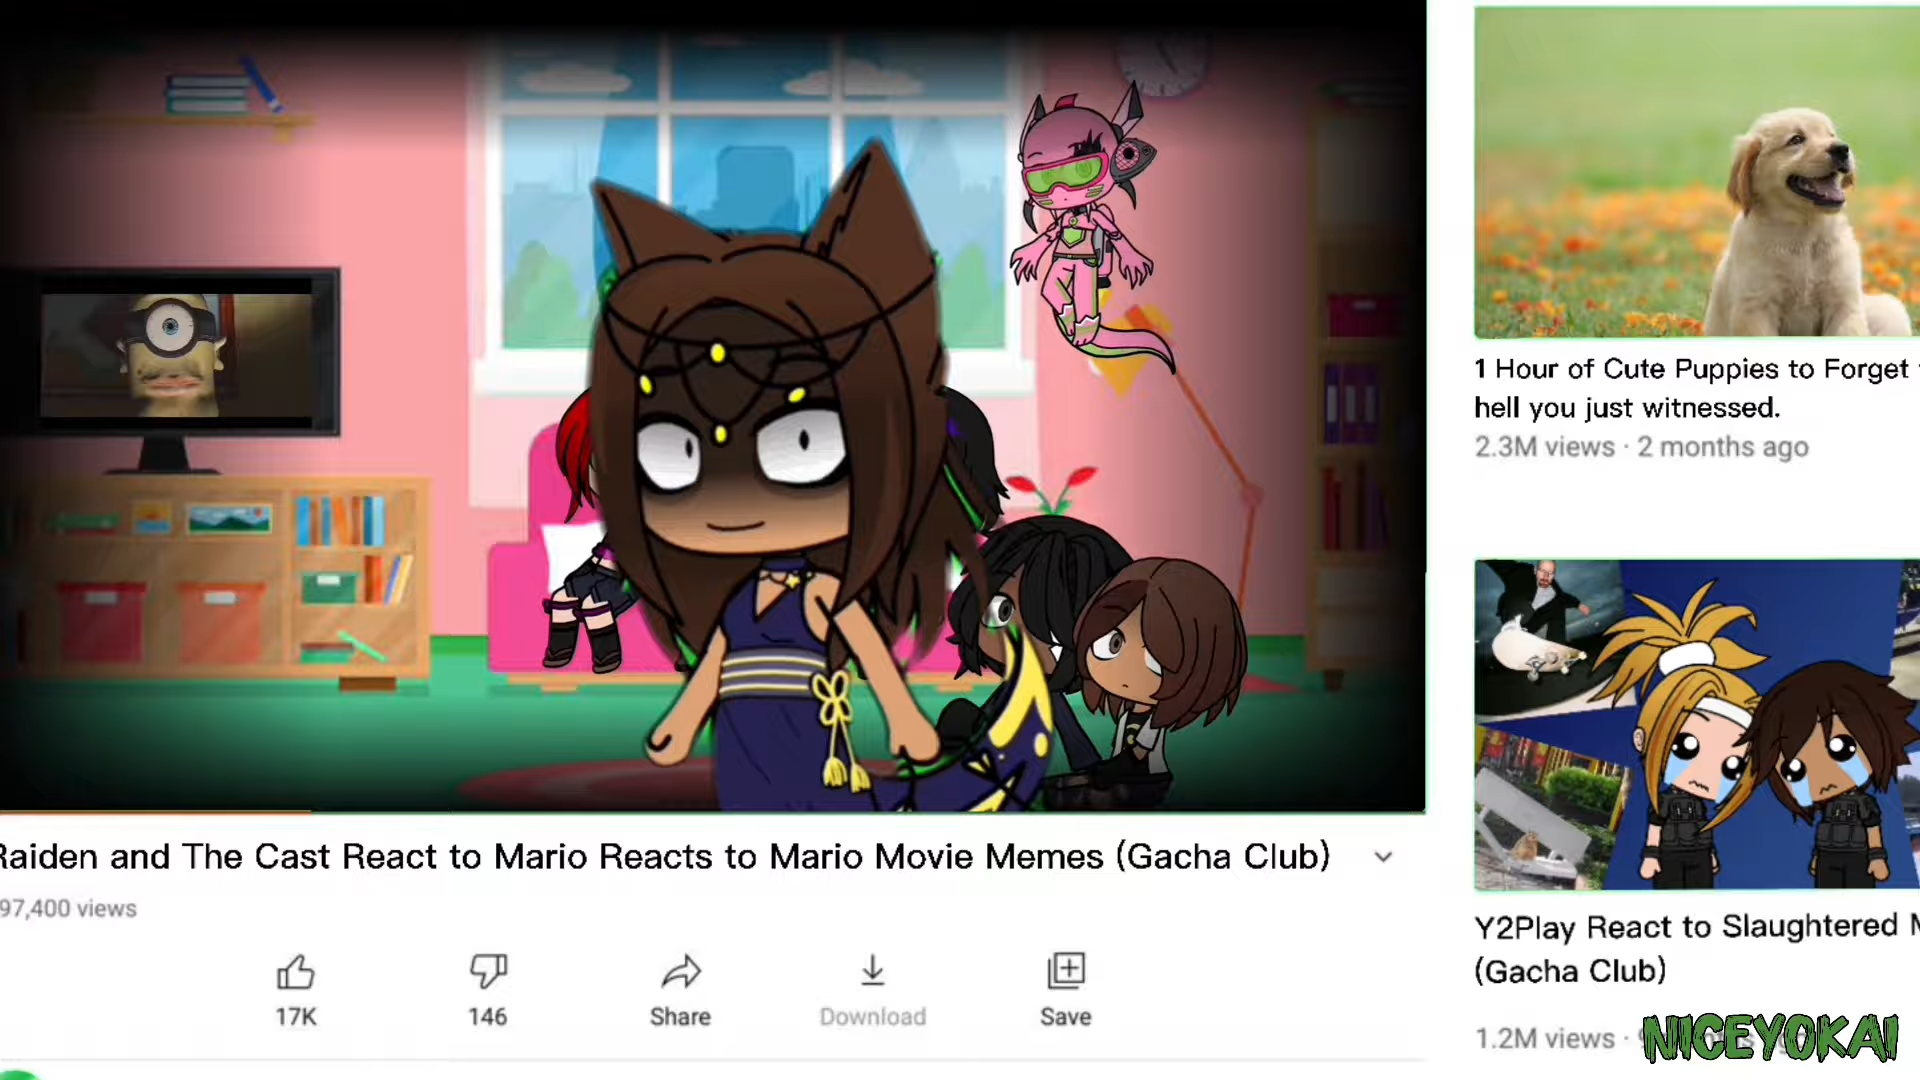 Raiden and The Cast React to Mario Reacts to Mario Movie Memes (Gacha Club)
97,400 views
17K
146
Share
Download
Save
1 Hour of Cute Puppies to Forget
hell you just witnessed.
2.3M views · 2 months ago
Y2Play React to Slaughtered
(Gacha Club)
1.2M views ·
NICEYOKAI